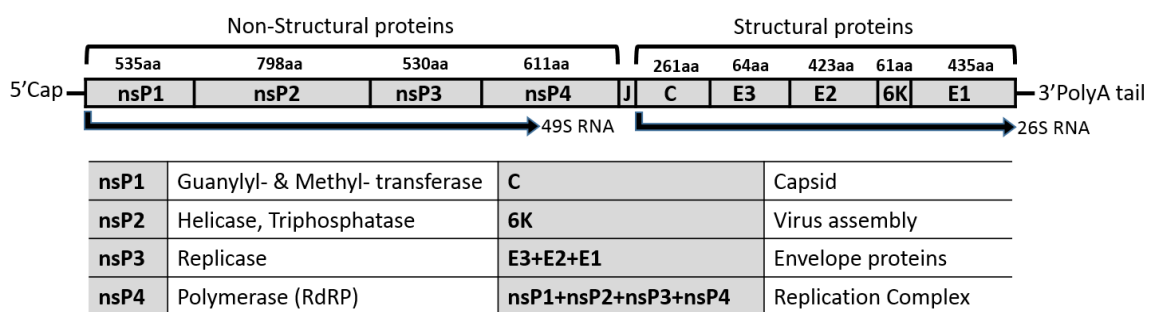 Non-Structural proteins Structural proteins
535aa 798aa 530aa 611aa 261aa 64aa 423aa 61aa 435aa
5'Cap nsP1 nsP2 nsP3 nsP4 J C E3 E2 6K E1 3'PolyA tail
49S RNA 26S RNA
nsP1 Guanylyl- & Methyl- transferase C Capsid
nsP2 Helicase, Triphosphatase 6K Virus assembly
nsP3 Replicase E3+E2+E1 Envelope proteins
nsP4 Polymerase (RdRP) nsP1+nsP2+nsP3+nsP4 Replication Complex